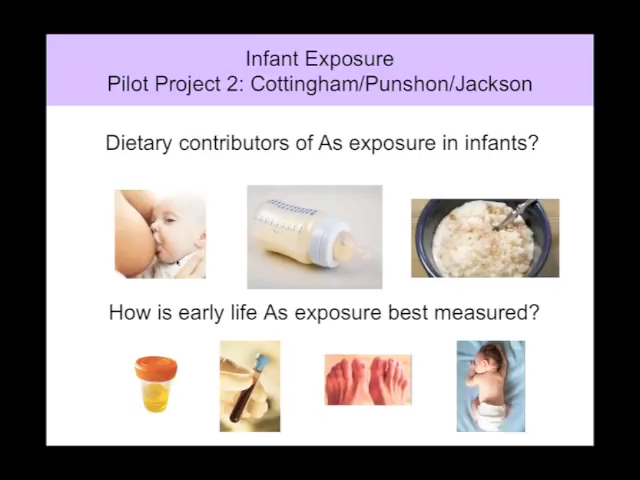 Infant Exposure
Pilot Project 2: Cottingham/Punshon/Jackson
Dietary contributors of As exposure in infants?
How is early life As exposure best measured?